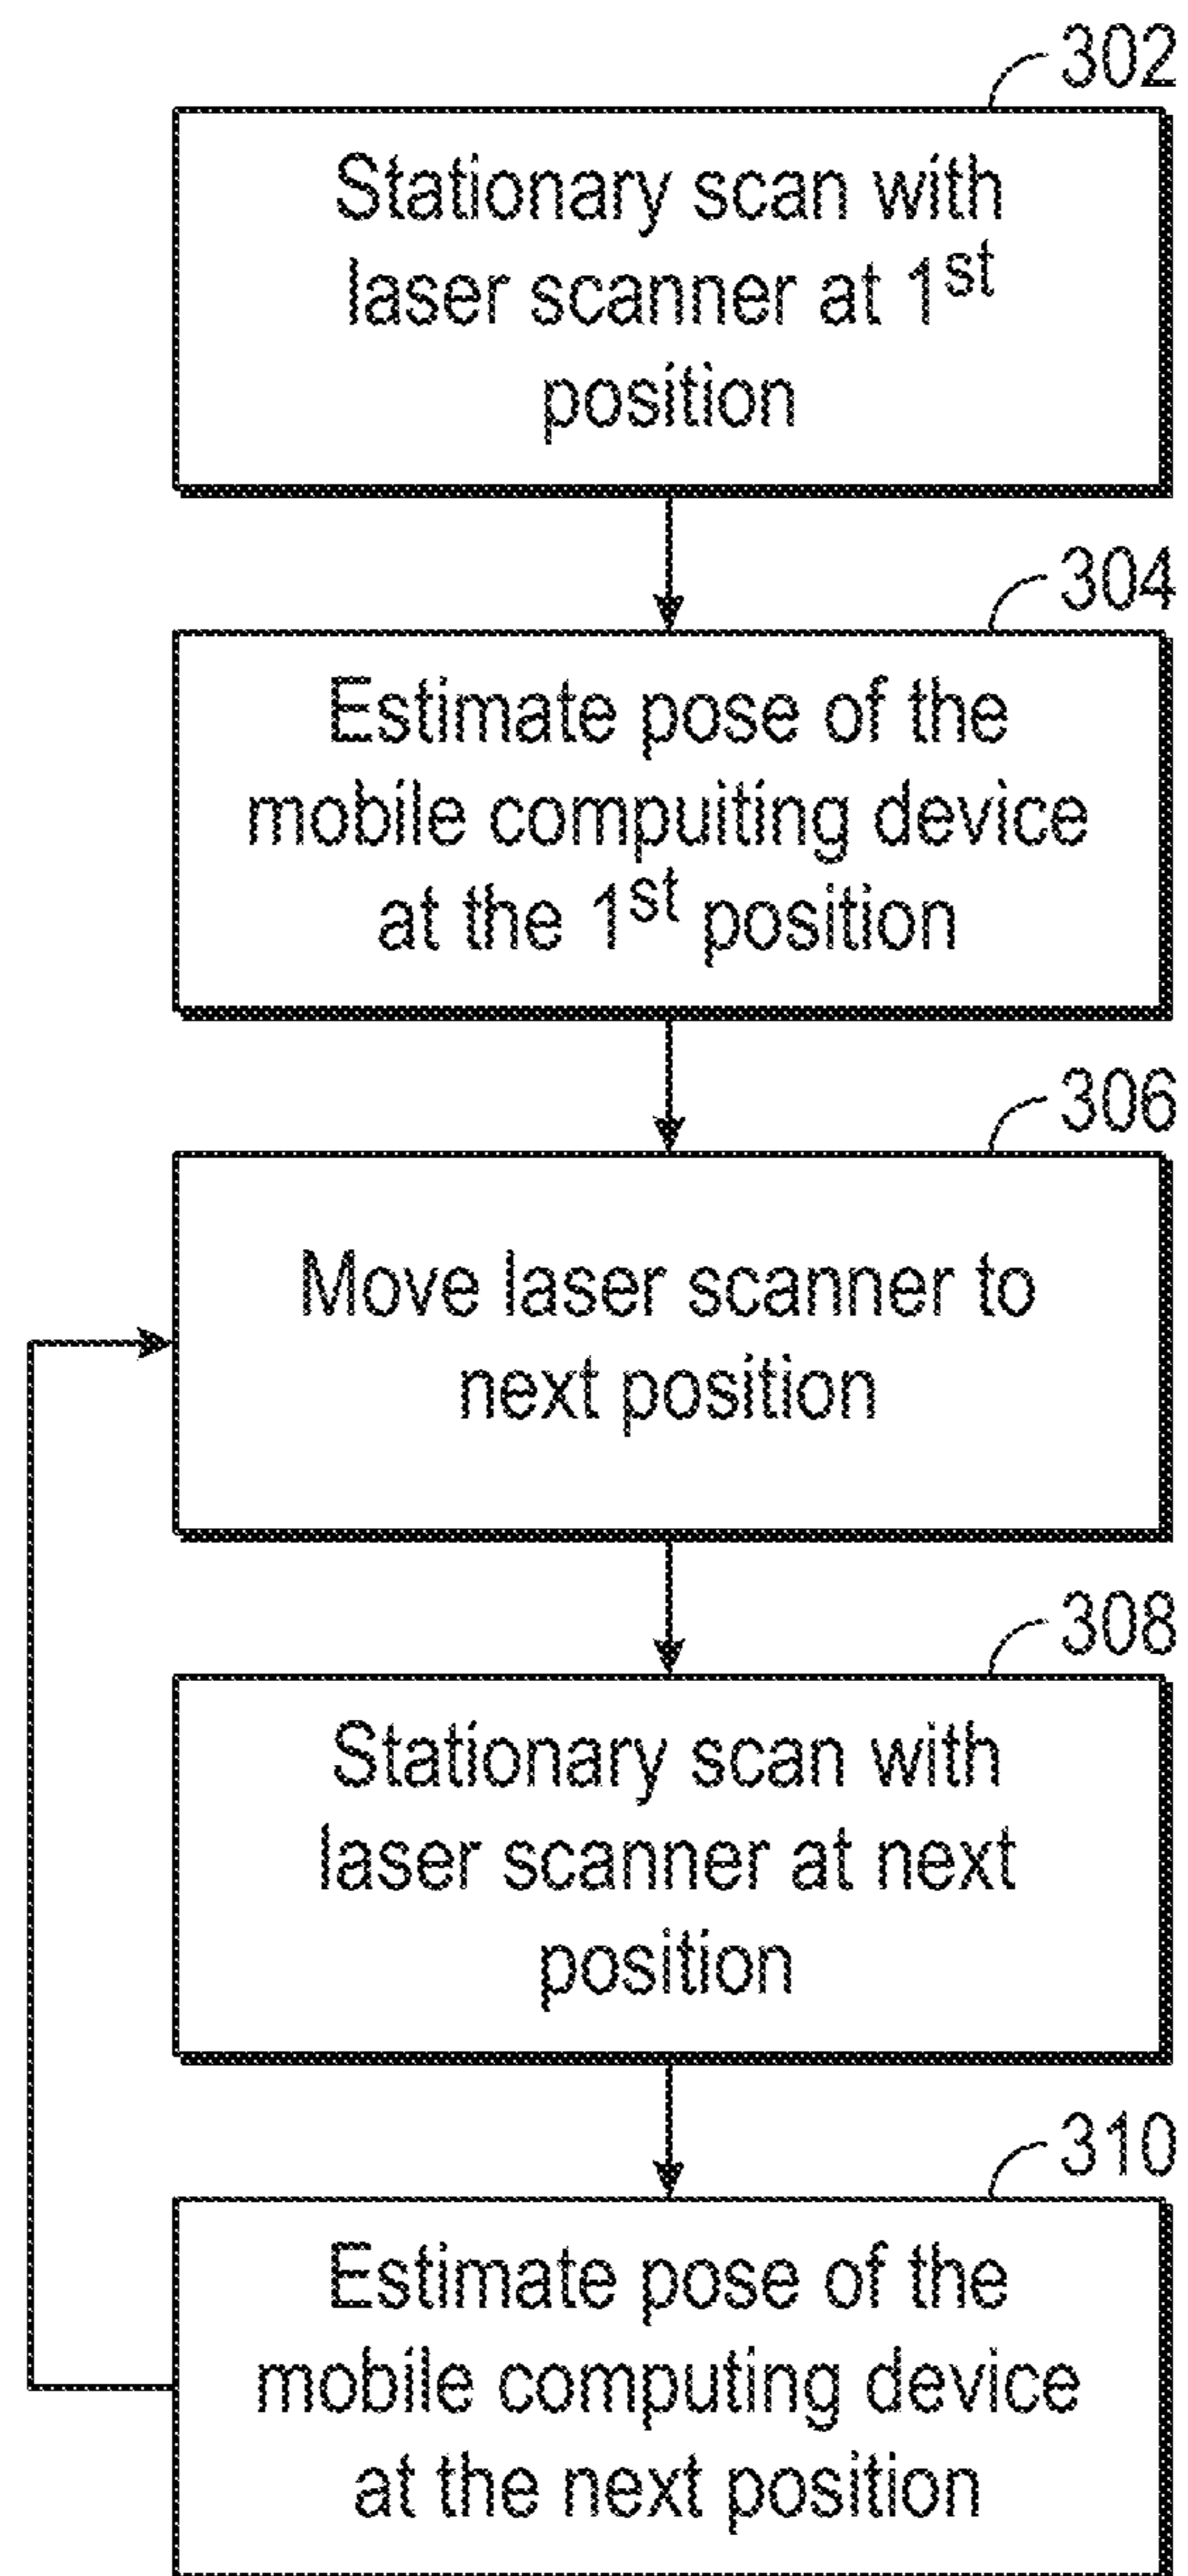 302
Stationary scan with
laser scanner at 1st
position
304
Estimate pose of the
mobile compuiting device
at the 1st position
306
Move laser scanner to
next position
308
Stationary scan with
laser scanner at next
position
310
Estimate pose of the
mobile computing device
at the next position